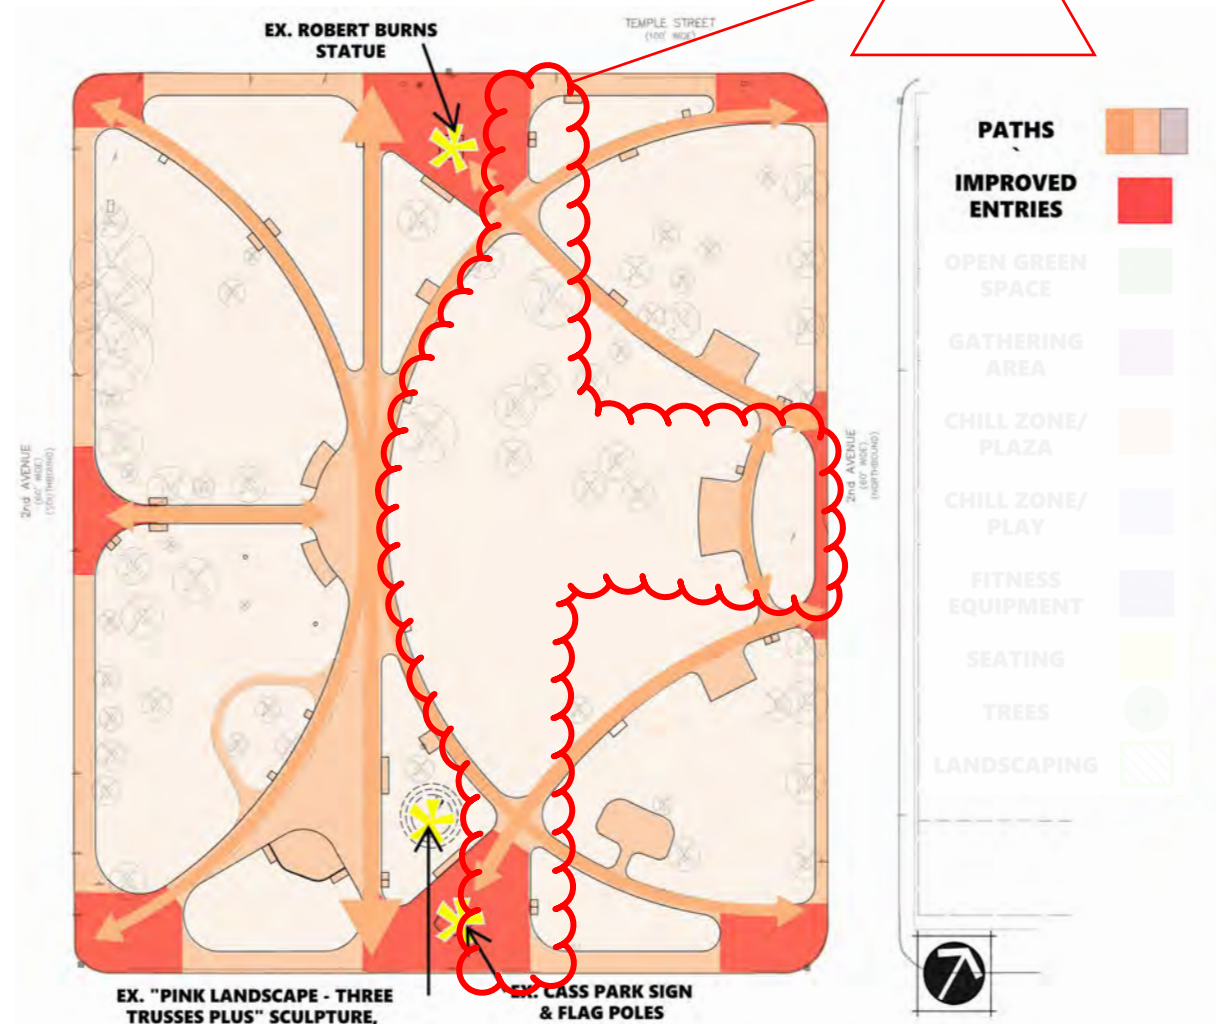 EX. ROBERT BURNS
STATUE
TEMPLE STREET
(100' WIDE)
PATHS
IMPROVED
ENTRIES
OPEN GREEN
SPACE
GATHERING
AREA
CHILL ZONE/
PLAZA
CHILL ZONE/
PLAY
FITNESS
EQUIPMENT
SEATING
TREES
LANDSCAPING
2nd AVENUE
(60' WIDE)
(SOUTHBOUND)
2nd AVENUE
(60' WIDE)
(NORTHBOUND)
EX. "PINK LANDSCAPE - THREE
TRUSSES PLUS" SCULPTURE,
EX. CASS PARK SIGN
& FLAG POLES